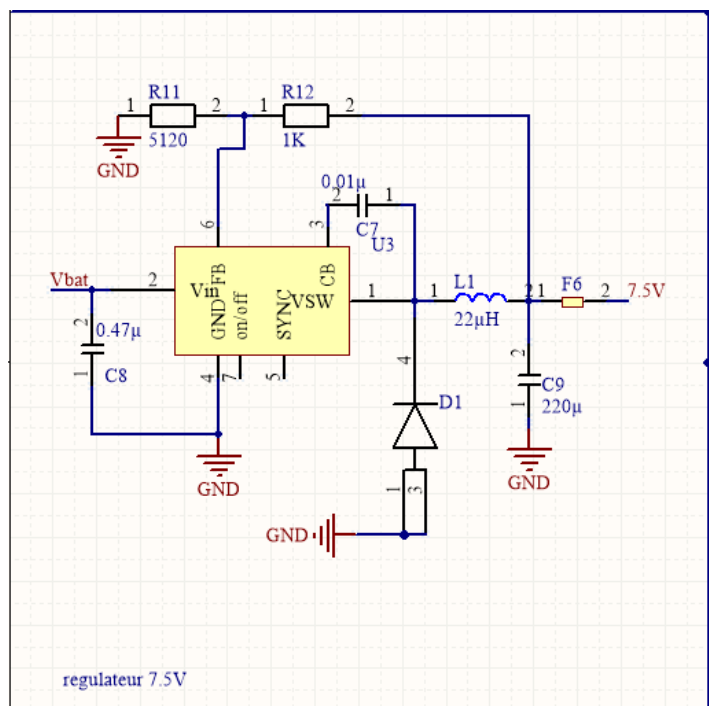 R11
R12
1
2
1
2
5120
1K
GND
0.01µ
2
1
6
3
C7
U3
Vbat
2
Vin
FB
CB
1
VSW
GND
on/off
SYNC
1
L1
2
1
F6
2
7.5V
22µH
2
0.47µ
1
C8
4
7
5
4
D1
2
C9
1
220µ
GND
GND
1
3
GND
regulateur 7.5V